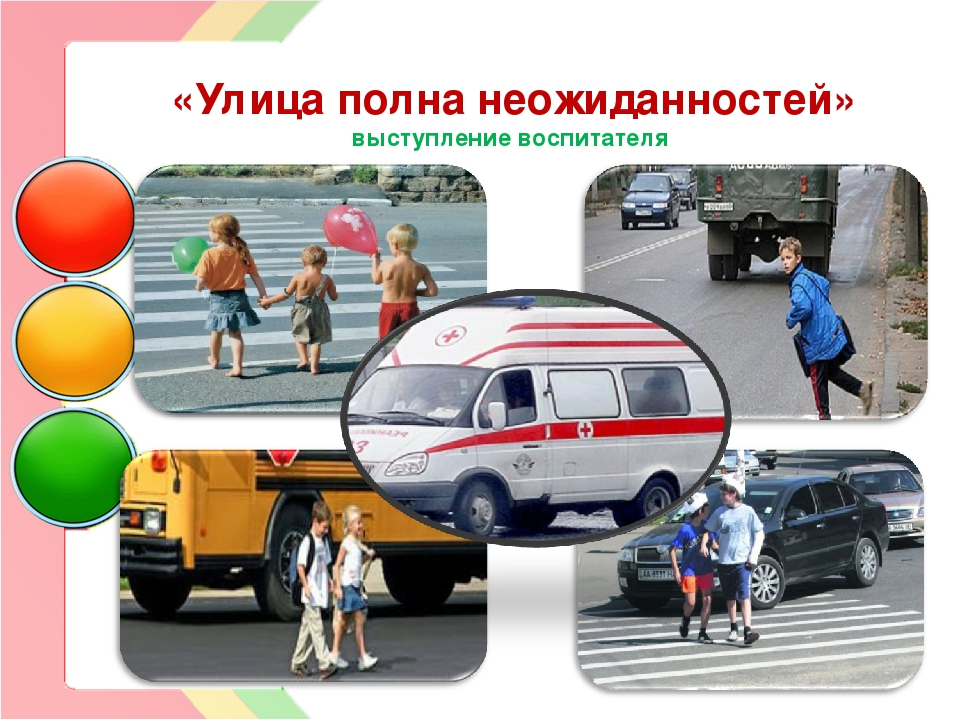 «Улица полна неожиданностей»
выступление воспитателя